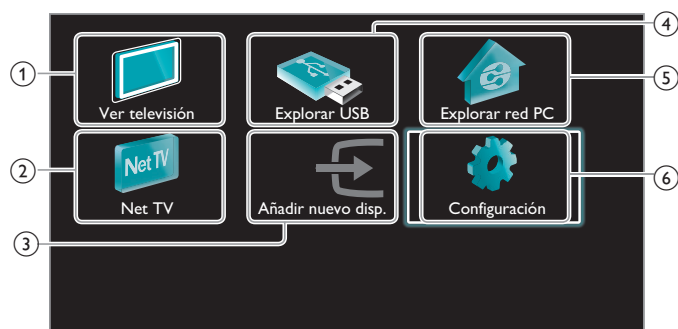 1
Ver televisión
4
Explorar USB
5
Explorar red PC
2
Net TV
Net TV
3
Añadir nuevo disp.
6
Configuración